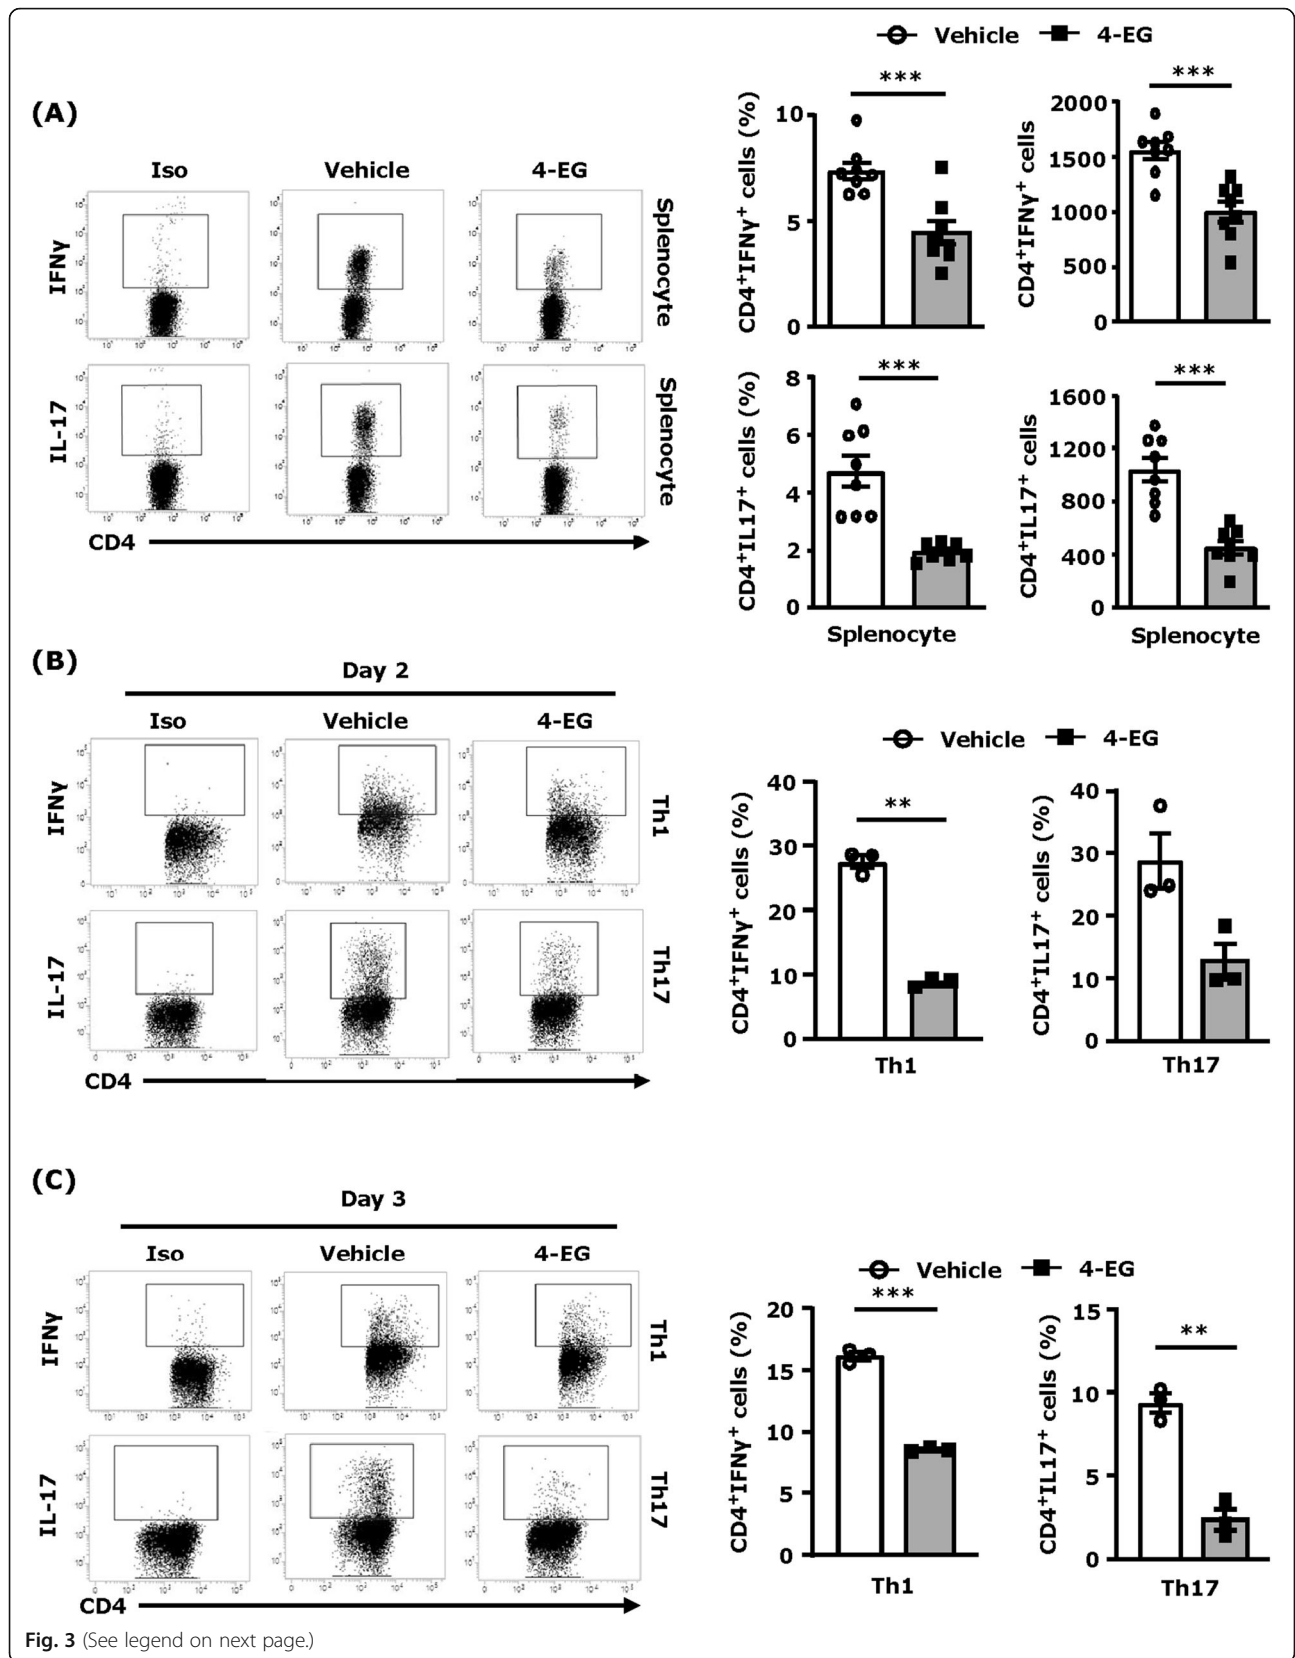 Vehicle 4-EG
(A)
Iso Vehicle 4-EG
IFNγ
Splenocyte
IL-17
Splenocyte
CD4
CD4⁺IFNγ⁺ cells (%)
10
5
0
***
CD4⁺IFNγ⁺ cells
2000
1500
1000
500
0
***
CD4⁺IL17⁺ cells (%)
8
6
4
2
0
***
Splenocyte
CD4⁺IL17⁺ cells
1600
1200
800
400
0
***
Splenocyte
(B)
Day 2
Iso Vehicle 4-EG
IFNγ
Th1
IL-17
Th17
CD4
Vehicle 4-EG
CD4⁺IFNγ⁺ cells (%)
40
30
20
10
0
**
Th1
CD4⁺IL17⁺ cells (%)
40
30
20
10
0
Th17
(C)
Day 3
Iso Vehicle 4-EG
IFNγ
Th1
IL-17
Th17
CD4
Vehicle 4-EG
CD4⁺IFNγ⁺ cells (%)
20
15
10
5
0
***
Th1
CD4⁺IL17⁺ cells (%)
15
10
5
0
**
Th17
Fig. 3 (See legend on next page.)